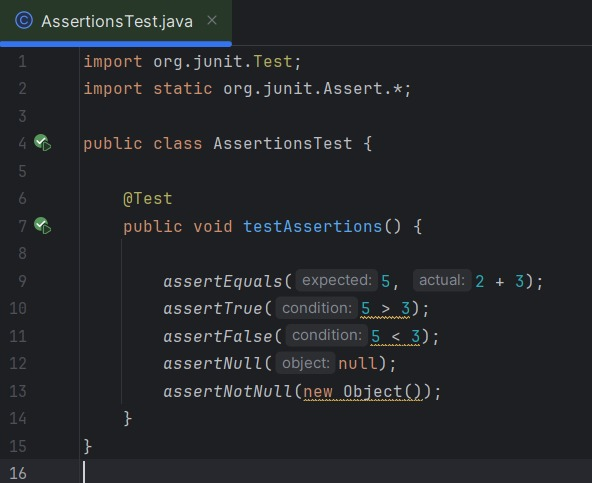 AssertionsTest.java
1 import org.junit.Test;
2 import static org.junit.Assert.*;
3
4 public class AssertionsTest {
5
6 @Test
7 public void testAssertions() {
8
9 assertEquals( expected: 5, actual: 2 + 3);
10 assertTrue( condition: 5 > 3);
11 assertFalse( condition: 5 < 3);
12 assertNull( object: null);
13 assertNotNull(new Object());
14 }
15 }
16